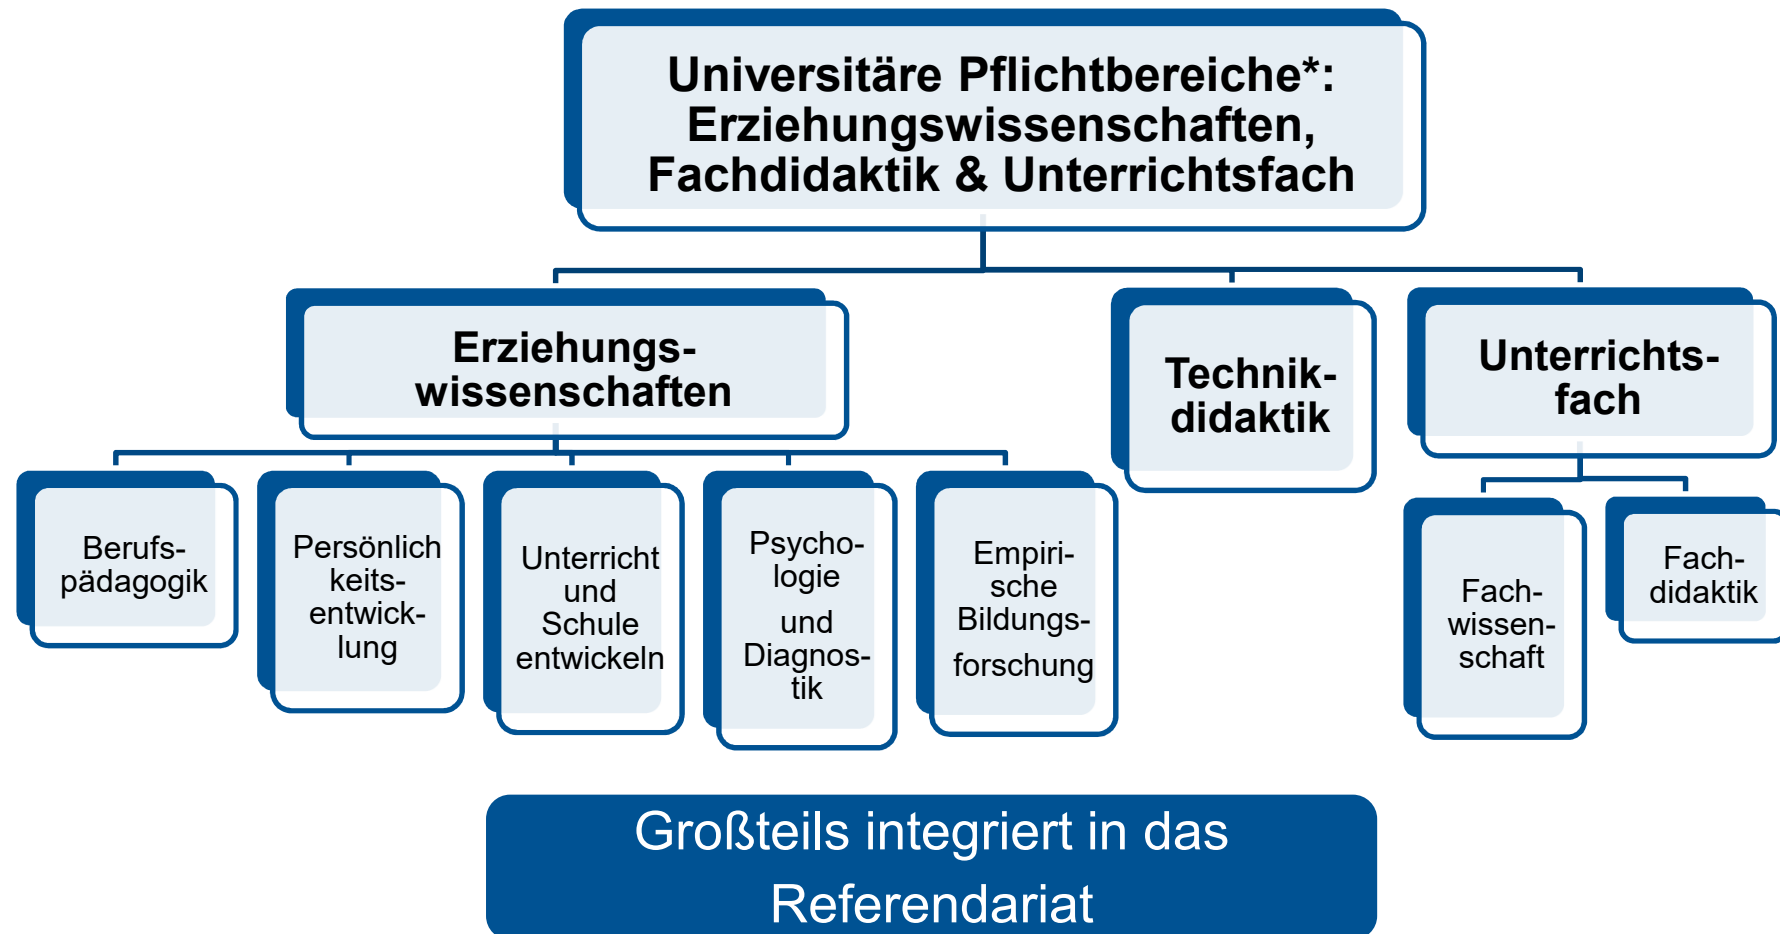 Universitäre Pflichtbereiche*:
Erziehungswissenschaften,
Fachdidaktik & Unterrichtsfach
Erziehungs-
wissenschaften
Technik-
didaktik
Unterrichts-
fach
Berufs-
pädagogik
Persönlich
keits-
entwick-
lung
Unterricht
und
Schule
entwickeln
Psycho-
logie
und
Diagnos-
tik
Empiri-
sche
Bildungs-
forschung
Fach-
wissen-
schaft
Fach-
didaktik
Großteils integriert in das
Referendariat